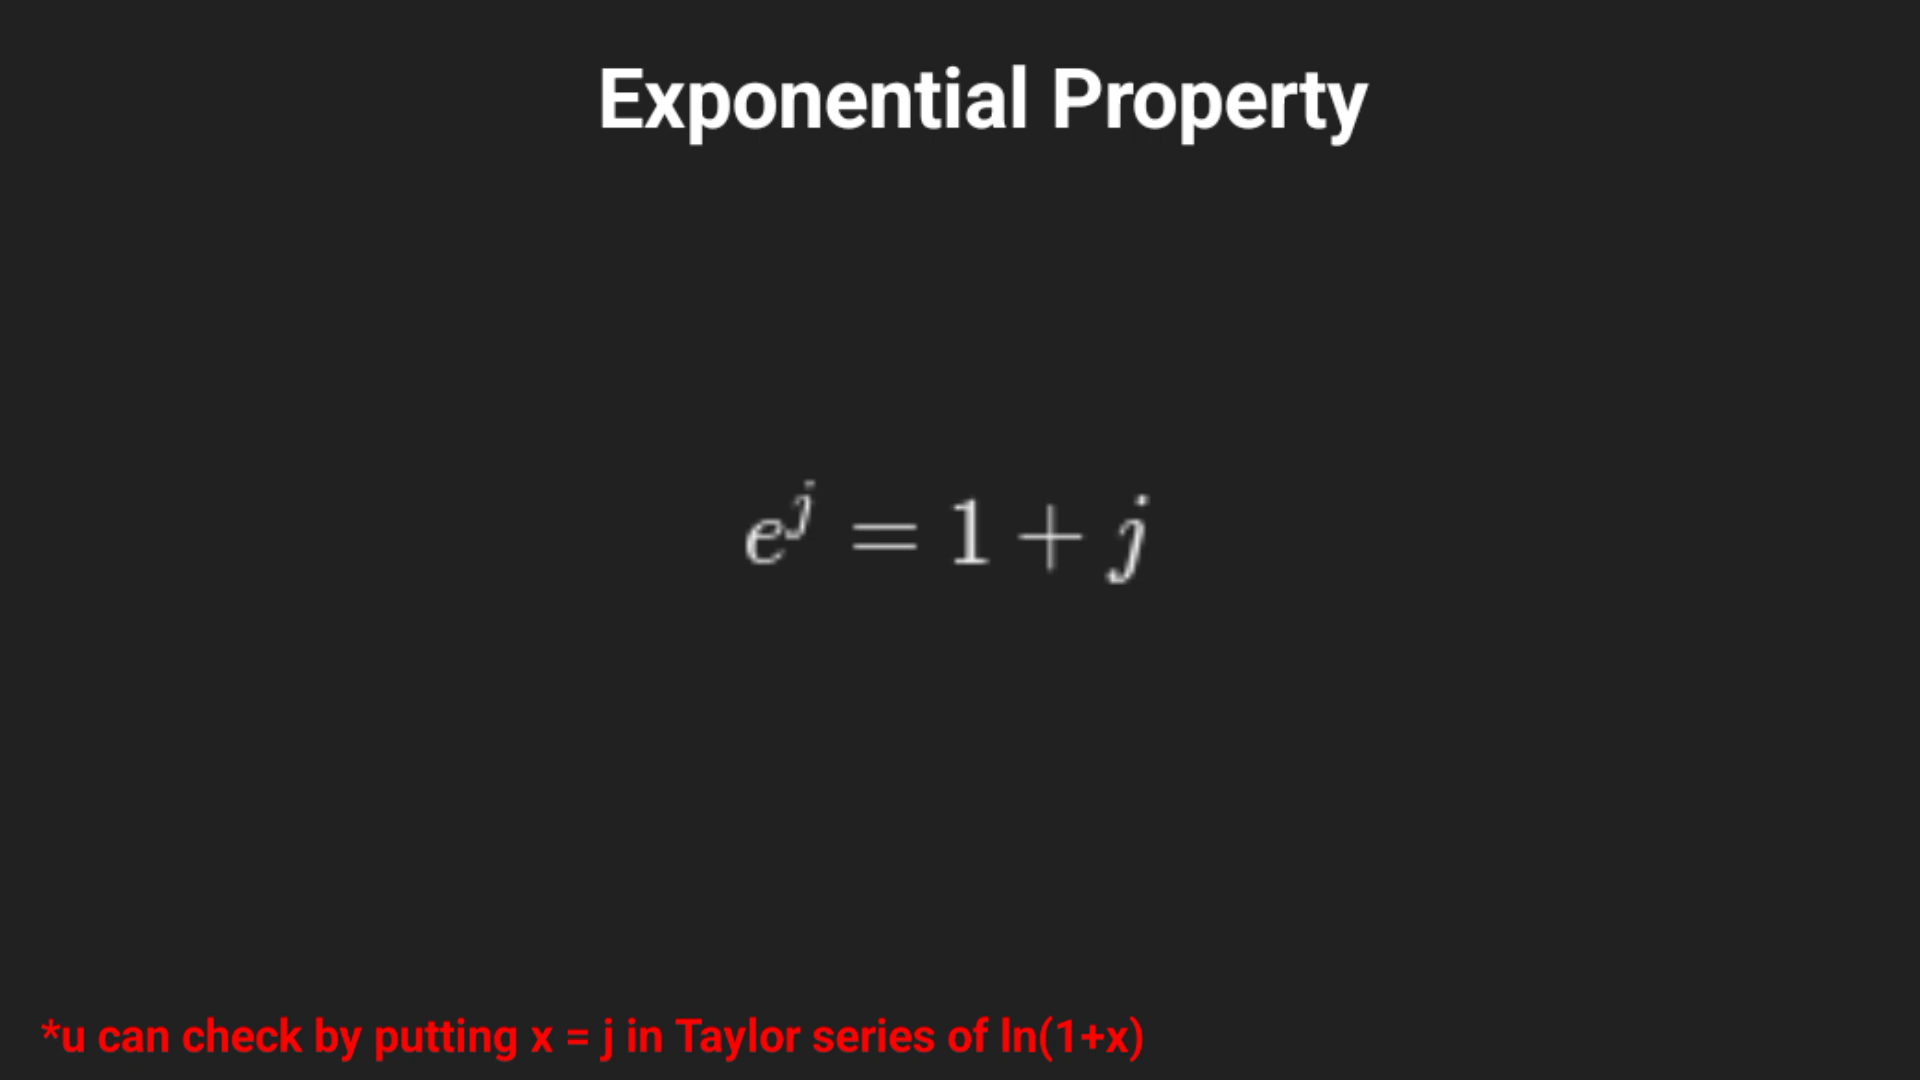 Exponential Property
e^j = 1 + j
*u can check by putting x = j in Taylor series of ln(1+x)